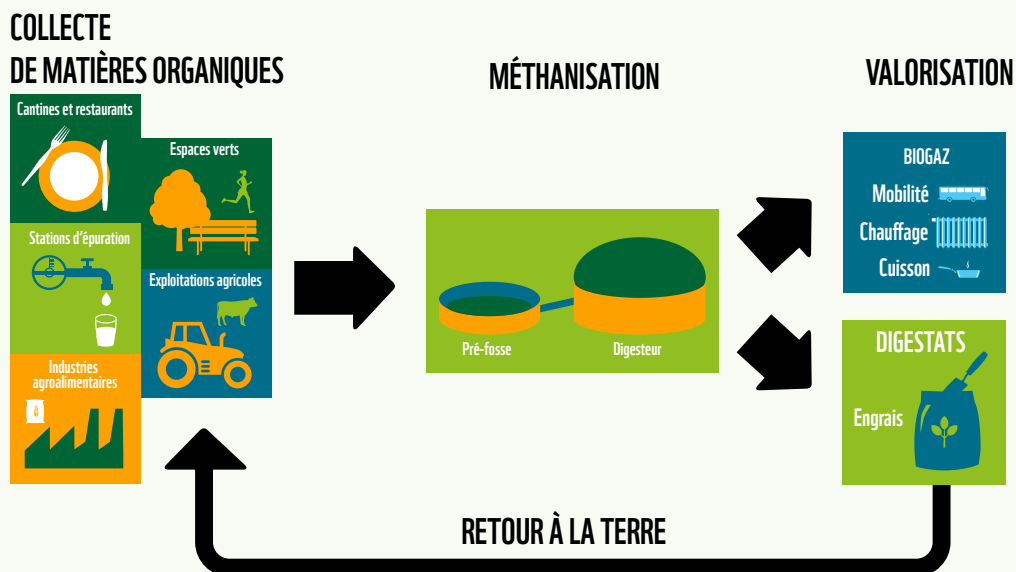 COLLECTE
DE MATIÈRES ORGANIQUES
Cantines et restaurants
Espaces verts
Stations d'épuration
Exploitations agricoles
Industries
agroalimentaires
MÉTHANISATION
Pré-fosse
Digesteur
VALORISATION
BIOGAZ
Mobilité
Chauffage
Cuisson
DIGESTATS
Engrais
RETOUR À LA TERRE